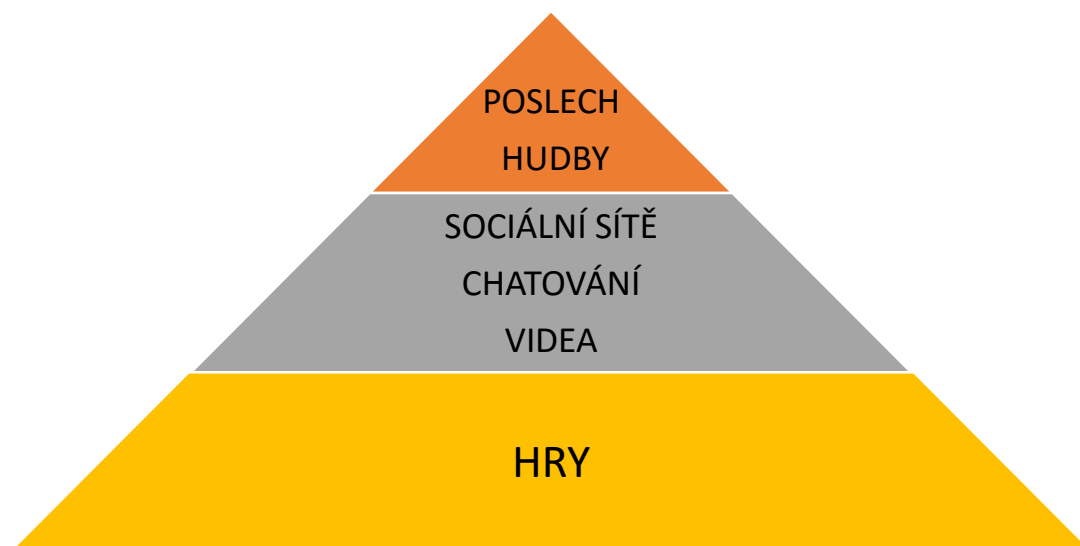 POSLECH
HUDBY
SOCIÁLNÍ SÍTĚ
CHATOVÁNÍ
VIDEA
HRY